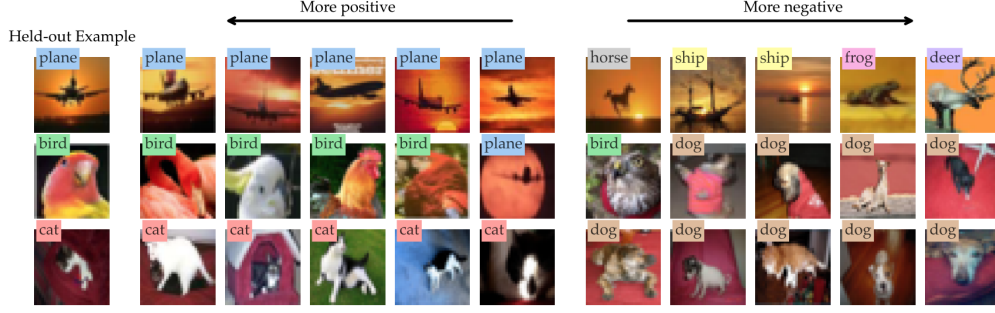 More positive
More negative
Held-out Example
plane plane plane plane plane plane horse ship ship frog deer
bird bird bird bird bird plane bird dog dog dog dog
cat cat cat cat cat cat dog dog dog dog dog